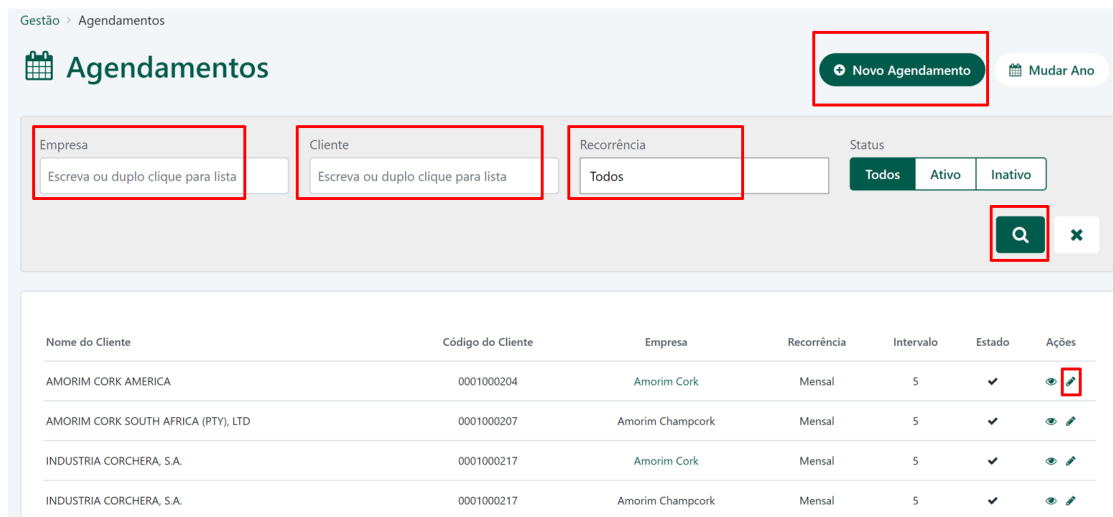 Gestão > Agendamentos
Agendamentos
Novo Agendamento
Mudar Ano
Empresa Cliente Recorrência Status
Escreva ou duplo clique para lista Escreva ou duplo clique para lista Todos Todos Ativo Inativo
Nome do Cliente Código do Cliente Empresa Recorrência Intervalo Estado Ações
AMORIM CORK AMERICA 0001000204 Amorim Cork Mensal 5
AMORIM CORK SOUTH AFRICA (PTY), LTD 0001000207 Amorim Champcork Mensal 5
INDUSTRIA CORCHERA, S.A. 0001000217 Amorim Cork Mensal 5
INDUSTRIA CORCHERA, S.A. 0001000217 Amorim Champcork Mensal 5